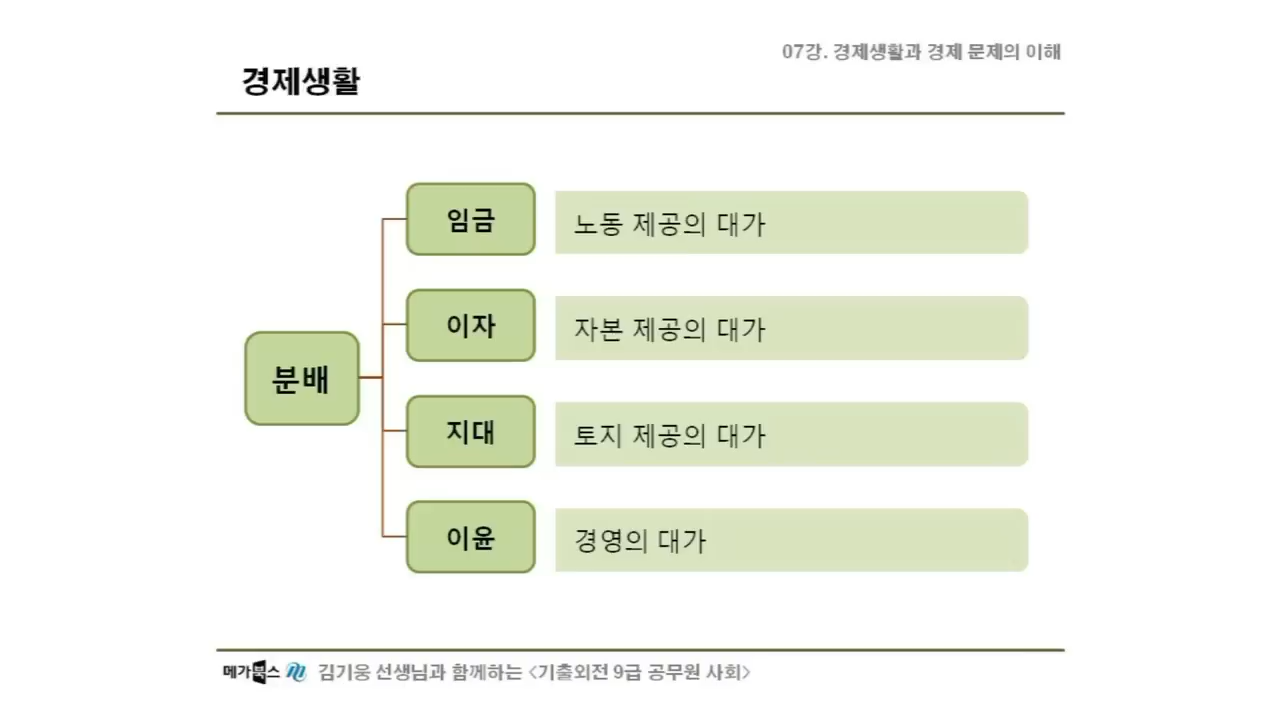 07강. 경제생활과 경제 문제의 이해
경제생활
분배
임금
노동 제공의 대가
이자
자본 제공의 대가
지대
토지 제공의 대가
이윤
경영의 대가
메가북스 김기웅 선생님과 함께하는 <기출외전 9급 공무원 사회>